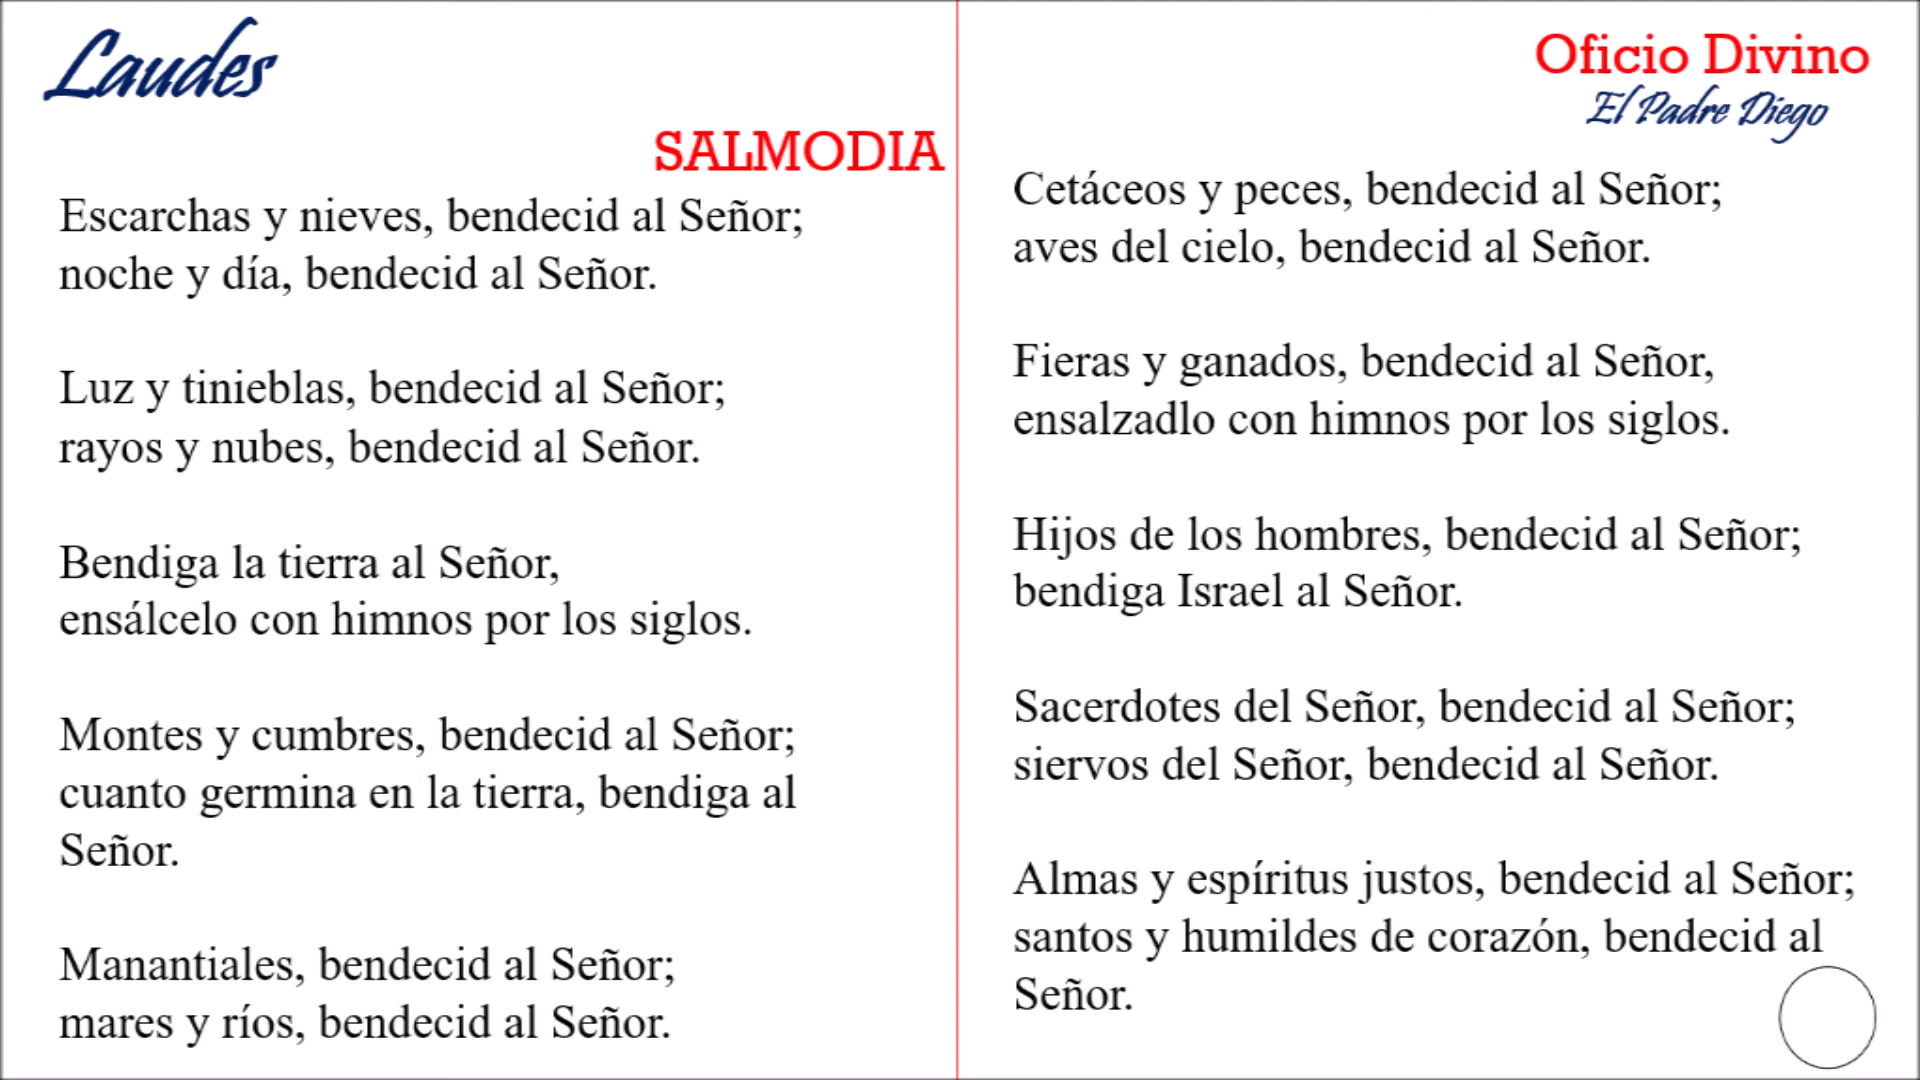 Laudes
SALMODIA
Escarchas y nieves, bendecid al Señor;
noche y día, bendecid al Señor.
Luz y tinieblas, bendecid al Señor;
rayos y nubes, bendecid al Señor.
Bendiga la tierra al Señor,
ensálcelo con himnos por los siglos.
Montes y cumbres, bendecid al Señor;
cuanto germina en la tierra, bendiga al
Señor.
Manantiales, bendecid al Señor;
mares y ríos, bendecid al Señor.
Oficio Divino
El Padre Diego
Cetáceos y peces, bendecid al Señor;
aves del cielo, bendecid al Señor.
Fieras y ganados, bendecid al Señor,
ensalzadlo con himnos por los siglos.
Hijos de los hombres, bendecid al Señor;
bendiga Israel al Señor.
Sacerdotes del Señor, bendecid al Señor;
siervos del Señor, bendecid al Señor.
Almas y espíritus justos, bendecid al Señor;
santos y humildes de corazón, bendecid al
Señor.